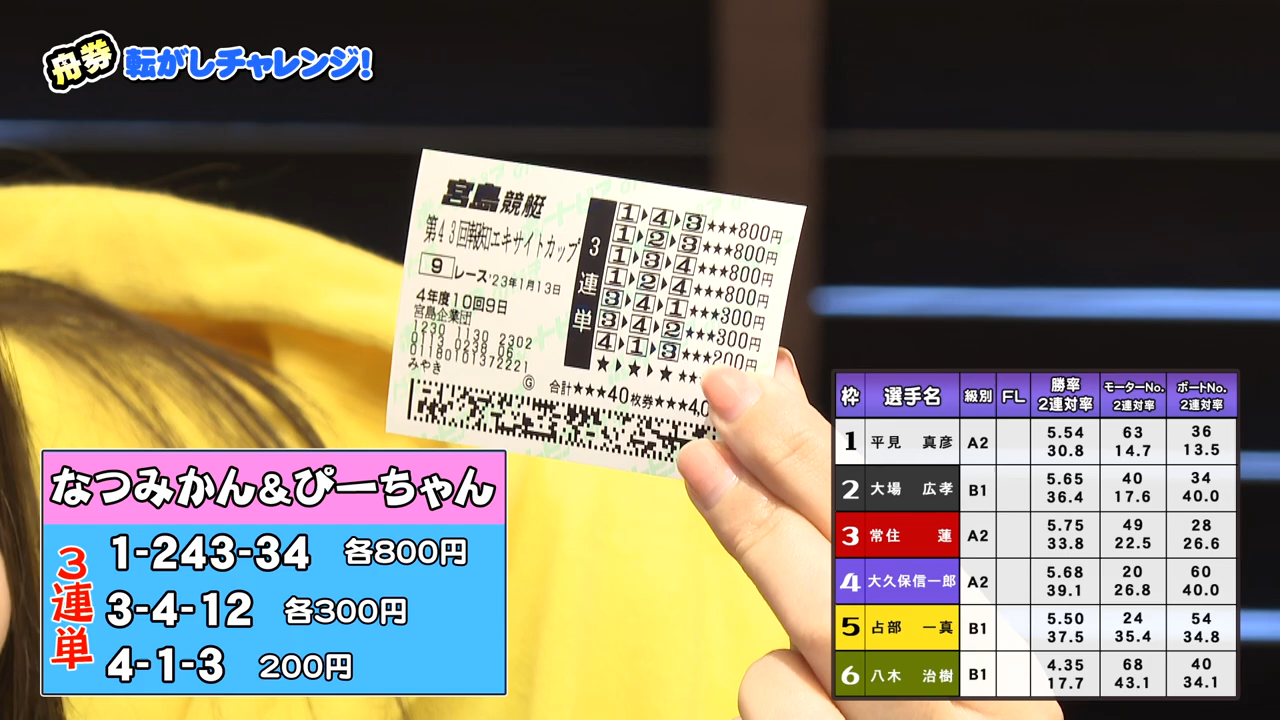 舟券 転がしチャレンジ!
宮島競艇
第43回報知エキサイトカップ
9レース '23年1月13日
4年度10回9日
宮島企業団
1230 1130 2302
0113 0239 06
01180101372221
みやき
3連単
1▶4▶3★★★800円
1▶2▶3★★★800円
1▶3▶4★★★800円
1▶2▶4★★★800円
3▶4▶1★★★300円
3▶4▶2★★★300円
4▶1▶3★★★200円
★▶★▶★★★
Ⓖ 合計★★★40枚券★★★4,0
なつみかん&ぴーちゃん
3連単
1-243-34 各800円
3-4-12 各300円
4-1-3 200円
枠 選手名 級別 FL 勝率 2連対率 モーターNo. 2連対率 ボートNo. 2連対率
1 平見 真彦 A2 5.54 30.8 63 14.7 36 13.5
2 大場 広孝 B1 5.65 36.4 40 17.6 34 40.0
3 常住 蓮 A2 5.75 33.8 49 22.5 28 26.6
4 大久保信一郎 A2 5.68 39.1 20 26.8 60 40.0
5 占部 一真 B1 5.50 37.5 24 35.4 54 34.8
6 八木 治樹 B1 4.35 17.7 68 43.1 40 34.1